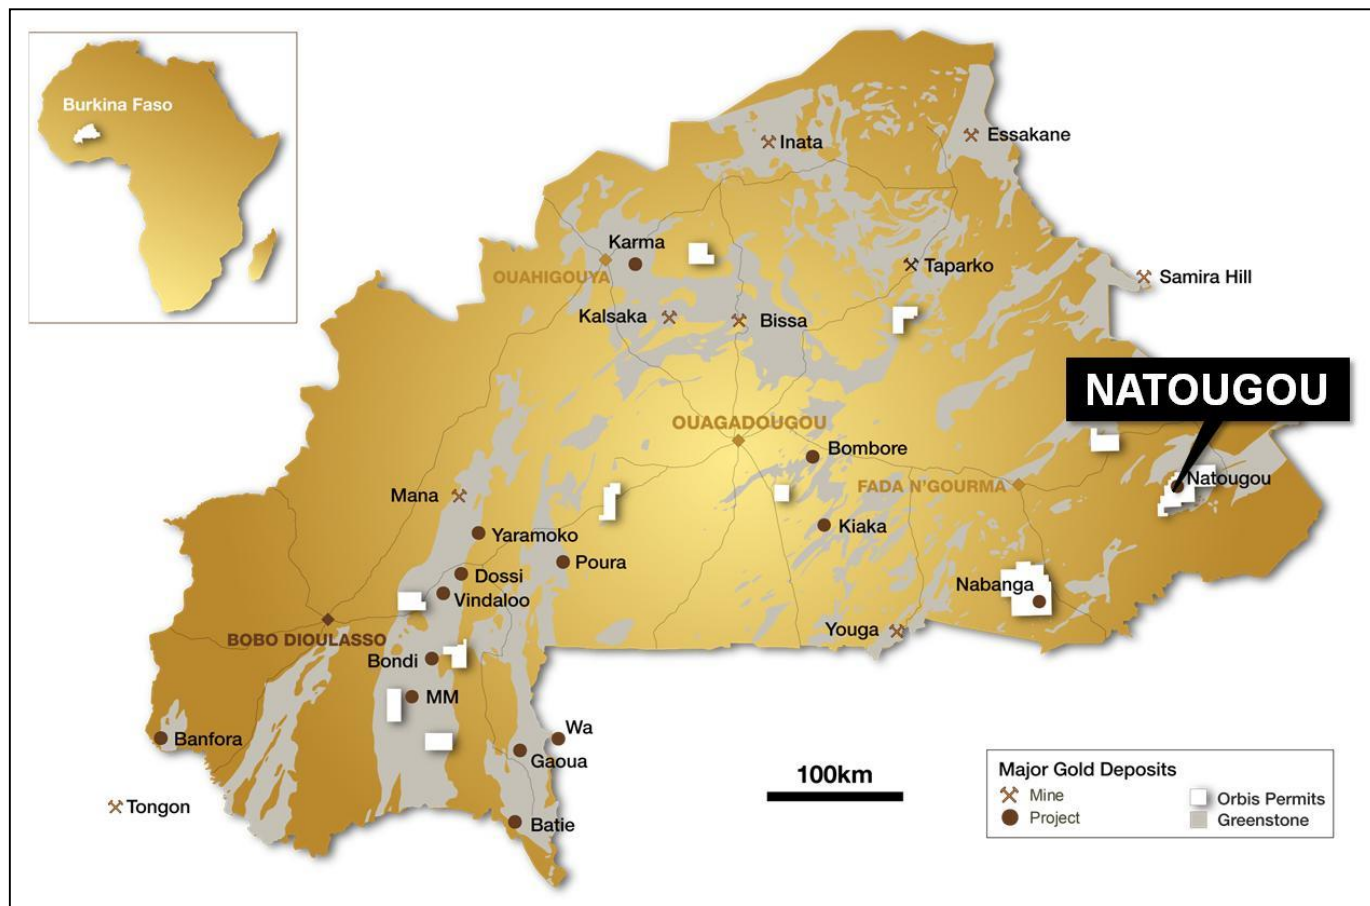 Burkina Faso
Inata
Essakane
Karma
OUAHIGOUYA
Taparko
Samira Hill
Kalsaka
Bissa
NATOUGOU
OUAGADOUGOU
Bombore
FADA N'GOURMA
Natougou
Mana
Kiaka
Yaramoko
Poura
Dossi
Vindaloo
Nabanga
BOBO DIOULASSO
Youga
Bondi
MM
Wa
Banfora
Gaoua
Tongon
Batie
100km
Major Gold Deposits
Mine
Project
Orbis Permits
Greenstone